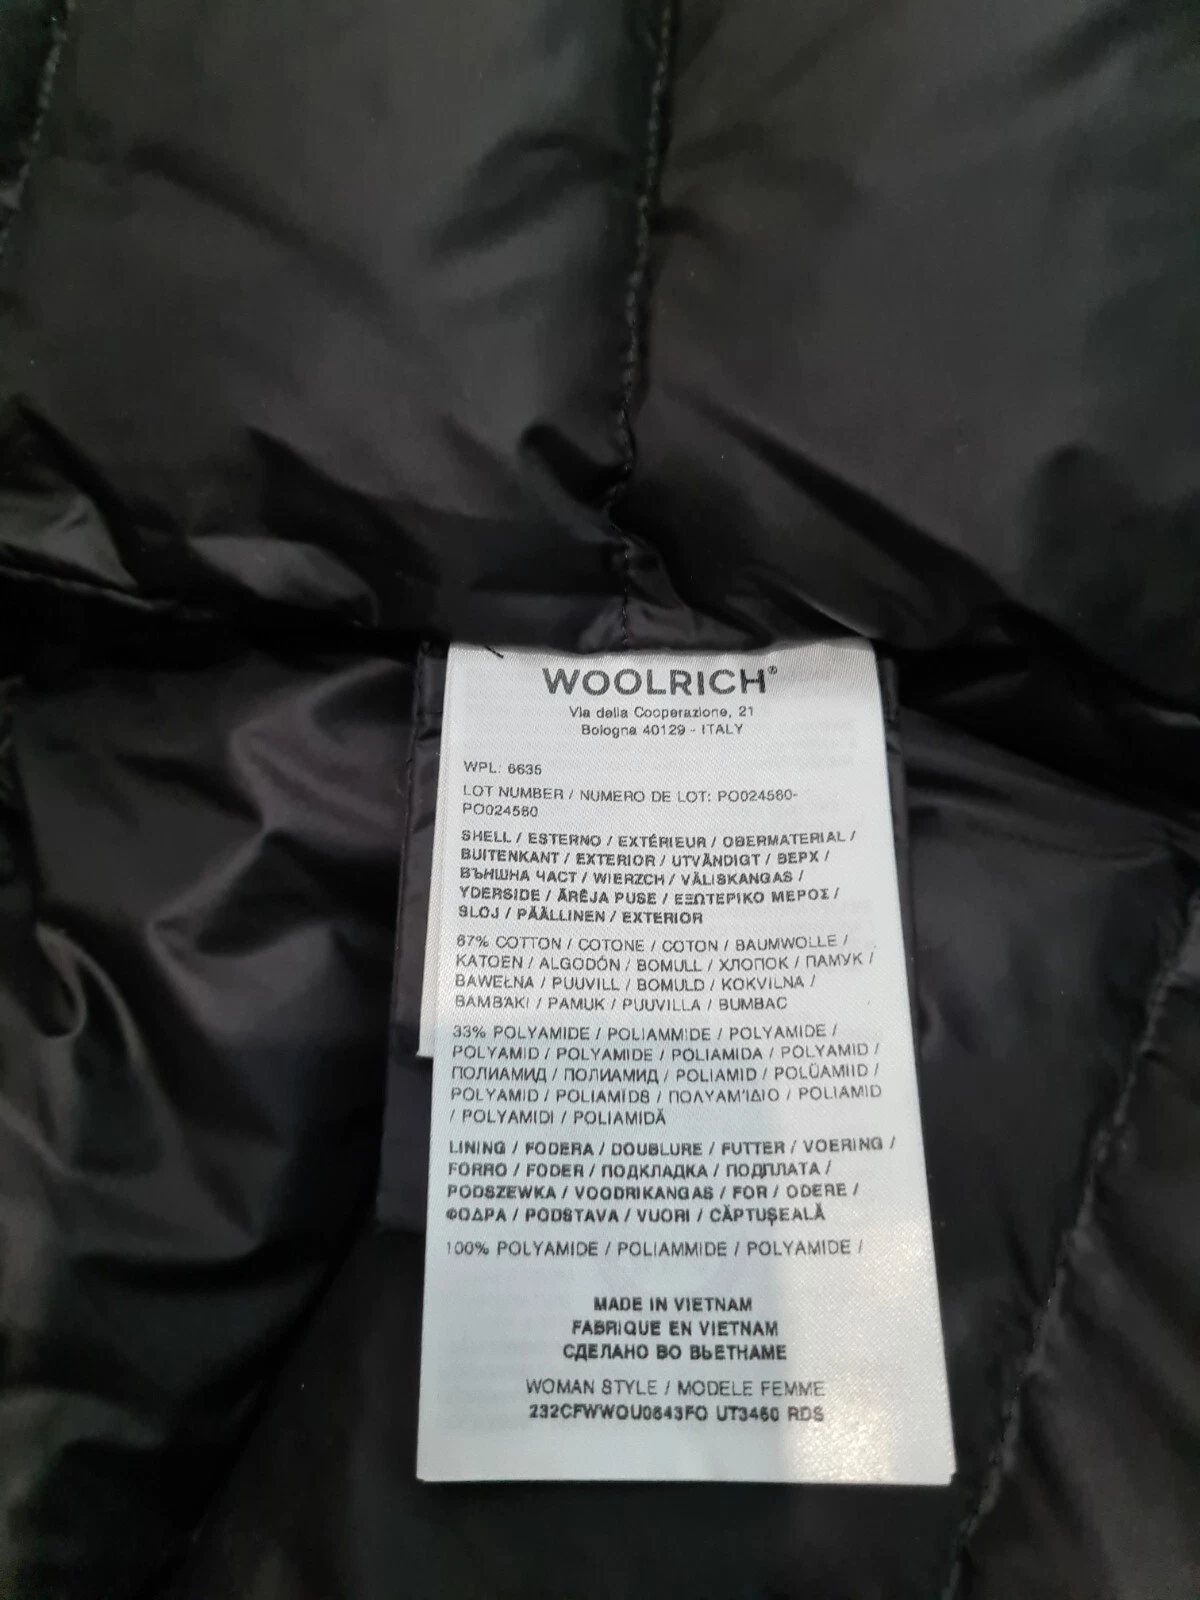 WOOLRICH®
Via della Cooperazione, 21
Bologna 40129 - ITALY
WPL: 6635
LOT NUMBER / NUMERO DE LOT: PO024580-
PO024580
SHELL / ESTERNO / EXTÉRIEUR / OBERMATERIAL /
BUITENKANT / EXTERIOR / UTVÄNDIGT / ВЕРХ /
ВЪНШНА ЧАСТ / WIERZCH / VÄLISKANGAS /
YDERSIDE / ĀRĒJA PUSE / ΕΞΩΤΕΡΙΚΟ ΜΕΡΟΣ /
SLOJ / PÄÄLLINEN / EXTERIOR
67% COTTON / COTONE / COTON / BAUMWOLLE /
KATOEN / ALGODÓN / BOMULL / ХЛОПОК / ПАМУК /
BAWEŁNA / PUUVILL / BOMULD / KOKVILNA /
ΒΑΜΒΆΚΙ / PAMUK / PUUVILLA / BUMBAC
33% POLYAMIDE / POLIAMMIDE / POLYAMIDE /
POLYAMID / POLYAMIDE / POLIAMIDA / POLYAMID /
ПОЛИАМИД / ПОЛИАМИД / POLIAMID / POLÜAMIID /
POLYAMID / POLIAMĪDS / ΠΟΛΥΑΜΊΔΙΟ / POLIAMID
/ POLYAMIDI / POLIAMIDĂ
LINING / FODERA / DOUBLURE / FUTTER / VOERING /
FORRO / FODER / ПОДКЛАДКА / ПОДПЛАТА /
PODSZEWKA / VOODRIKANGAS / FOR / ODERE /
ΦΟΔΡΑ / PODSTAVA / VUORI / CĂPTUȘEALĂ
100% POLYAMIDE / POLIAMMIDE / POLYAMIDE /
MADE IN VIETNAM
FABRIQUE EN VIETNAM
СДЕЛАНО ВО ВЬЕТНАМЕ
WOMAN STYLE / MODELE FEMME
232CFWWOU0843FO UT3460 RDS